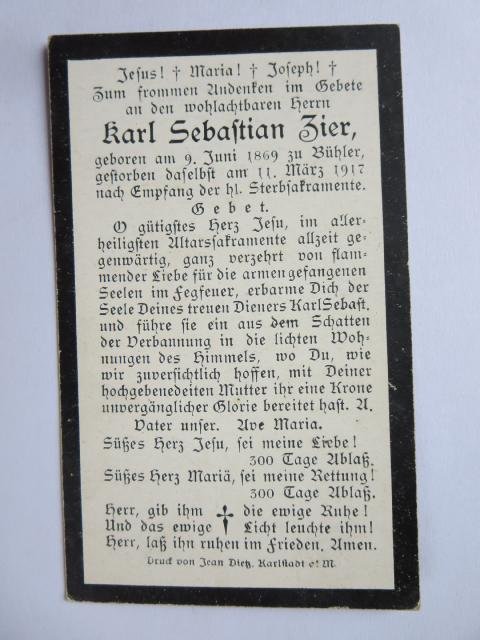 Jesus! † Maria! † Joseph! †
Zum frommen Andenken im Gebete
an den wohlachtbaren Herrn
Karl Sebastian Zier,
geboren am 9. Juni 1869 zu Bühler,
gestorben daselbst am 11. März 1917
nach Empfang der hl. Sterbsakramente.
Gebet.
O gütigstes Herz Jesu, im aller-
heiligsten Altarssakramente allzeit ge-
genwärtig, ganz verzehrt von flam-
mender Liebe für die armen gefangenen
Seelen im Fegfeuer, erbarme Dich der
Seele Deines treuen Dieners Karl Sebast.
und führe sie ein aus dem Schatten
der Verbannung in die lichten Woh-
nungen des Himmels, wo Du, wie
wir zuversichtlich hoffen, mit Deiner
hochgebenedeiten Mutter ihr eine Krone
unvergänglicher Glorie bereitet hast. A.
Vater unser. Ave Maria.
Süßes Herz Jesu, sei meine Liebe!
300 Tage Ablaß.
Süßes Herz Mariä, sei meine Rettung!
300 Tage Ablaß.
Herr, gib ihm † die ewige Ruhe!
Und das ewige † Licht leuchte ihm!
Herr, laß ihn ruhen im Frieden. Amen.
Druck von Jean Dietz, Karlstadt a. M.